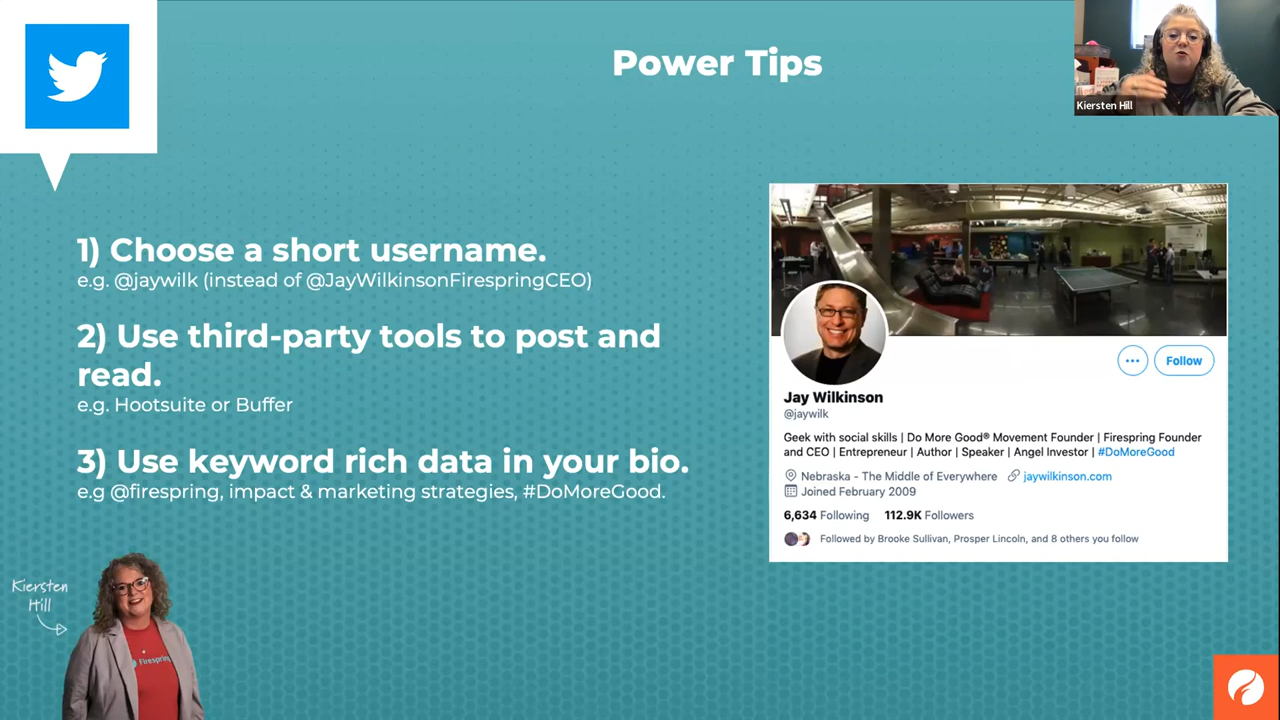 Power Tips
Kiersten Hill
1) Choose a short username.
e.g. @jaywilk (instead of @JayWilkinsonFirespringCEO)
2) Use third-party tools to post and
read.
e.g. Hootsuite or Buffer
3) Use keyword rich data in your bio.
e.g @firespring, impact & marketing strategies, #DoMoreGood.
Follow
Jay Wilkinson
@jaywilk
Geek with social skills | Do More Good® Movement Founder | Firespring Founder
and CEO | Entrepreneur | Author | Speaker | Angel Investor | #DoMoreGood
Nebraska - The Middle of Everywhere jaywilkinson.com
Joined February 2009
6,634 Following 112.9K Followers
Followed by Brooke Sullivan, Prosper Lincoln, and 8 others you follow
Kiersten
Hill
Firespring